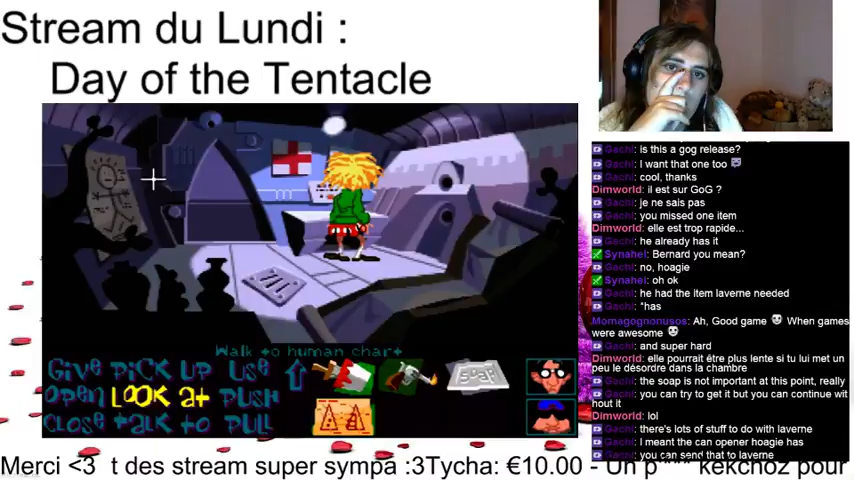 Stream du Lundi :
Day of the Tentacle
Gachi: is this a gog release?
Gachi: I want that one too
Gachi: cool, thanks
Dimworld: il est sur GoG ?
Gachi: je ne sais pas
Gachi: you missed one item
Dimworld: elle est trop rapide...
Gachi: he already has it
Synahei: Bernard you mean?
Gachi: no, hoagie
Synahei: oh ok
Gachi: he had the item laverne needed
Gachi: *has
Momagognonusos: Ah, Good game When games
were awesome
Gachi: and super hard
Dimworld: elle pourrait être plus lente si tu lui met un
peu le désordre dans la chambre
Gachi: the soap is not important at this point, really
Gachi: you can try to get it but you can continue wit
hout it
Dimworld: lol
Gachi: there's lots of stuff to do with laverne
Gachi: I meant the can opener hoagie has
Gachi: you can send that to laverne
Walk to human chart
Give Pick up Use
Open Look at Push
Close Talk to Pull
soap
Merci <3 t des stream super sympa :3Tycha: €10.00 - Un p kekchoz pour